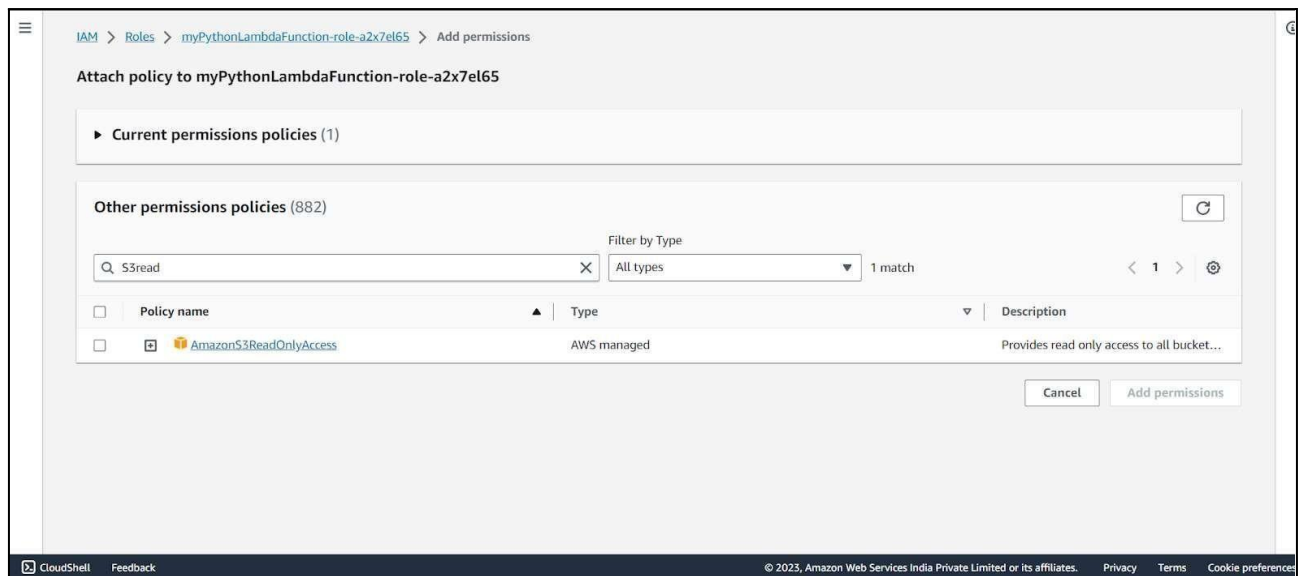 IAM > Roles > myPythonLambdaFunction-role-a2x7el65 > Add permissions
Attach policy to myPythonLambdaFunction-role-a2x7el65
Current permissions policies (1)
Other permissions policies (882)
Filter by Type
S3read All types 1 match < 1 >
Policy name Type Description
AmazonS3ReadOnlyAccess AWS managed Provides read only access to all bucket...
Cancel Add permissions
CloudShell Feedback © 2023, Amazon Web Services India Private Limited or its affiliates. Privacy Terms Cookie preferences